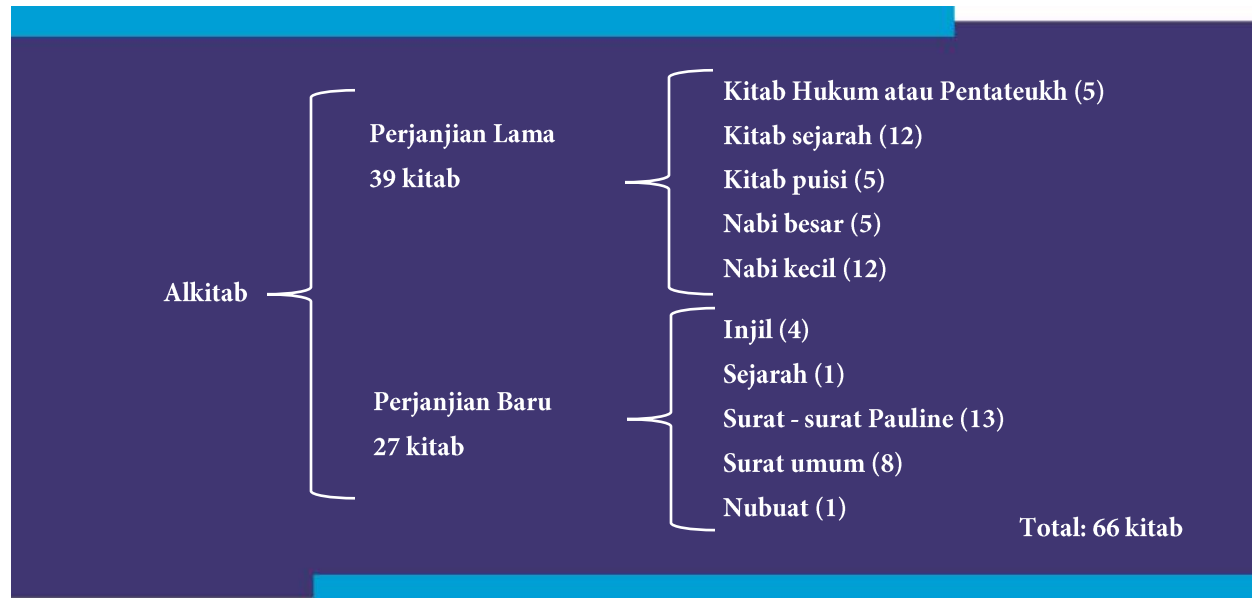 Alkitab
Perjanjian Lama
39 kitab
Kitab Hukum atau Pentateukh (5)
Kitab sejarah (12)
Kitab puisi (5)
Nabi besar (5)
Nabi kecil (12)
Perjanjian Baru
27 kitab
Injil (4)
Sejarah (1)
Surat - surat Pauline (13)
Surat umum (8)
Nubuat (1)
Total: 66 kitab